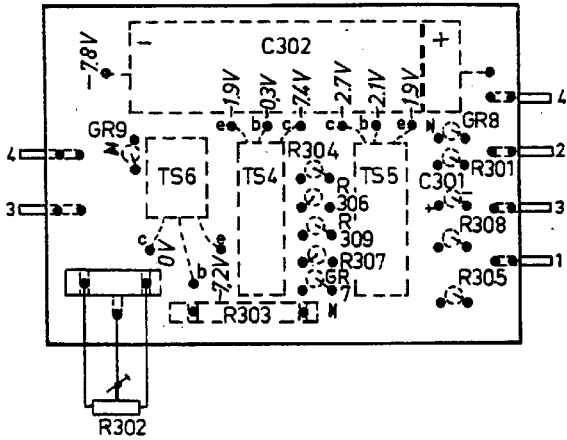 - C302 +
-7,8V 1,9V 0,3V 7,4V 2,7V 2,1V 1,9V
e b c c b e
4
GR9 R304 GR8
4 2
TS6 TS4 TS5 R301
R 306 C301
3 + - 3
R 309 R308
c 0V b -7,2V R307
1
GR 7 R305
R303
R302